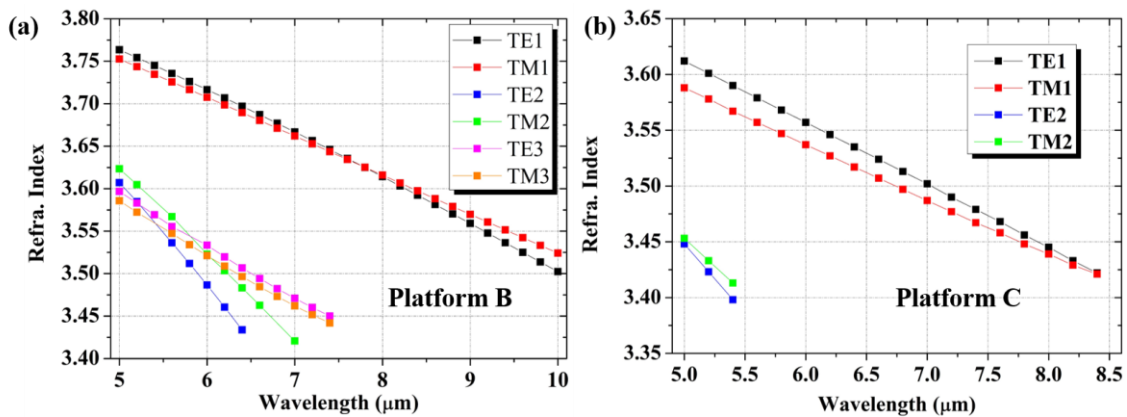 (a)
3.80
3.75
3.70
3.65
3.60
3.55
3.50
3.45
3.40
Refra. Index
TE1
TM1
TE2
TM2
TE3
TM3
Platform B
5 6 7 8 9 10
Wavelength (μm)
(b)
3.65
3.60
3.55
3.50
3.45
3.40
3.35
Refra. Index
TE1
TM1
TE2
TM2
Platform C
5.0 5.5 6.0 6.5 7.0 7.5 8.0 8.5
Wavelength (μm)